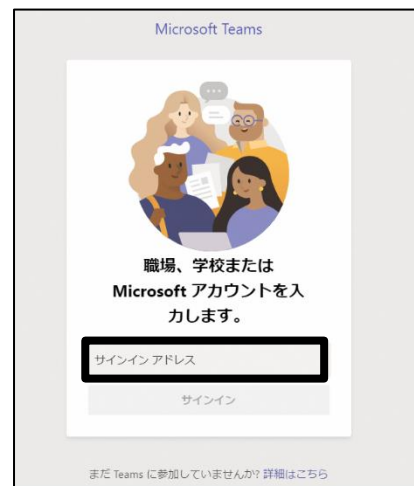 Microsoft Teams
職場、学校または
Microsoft アカウントを入
力します。
サインイン アドレス
サインイン
まだ Teams に参加していませんか? 詳細はこちら